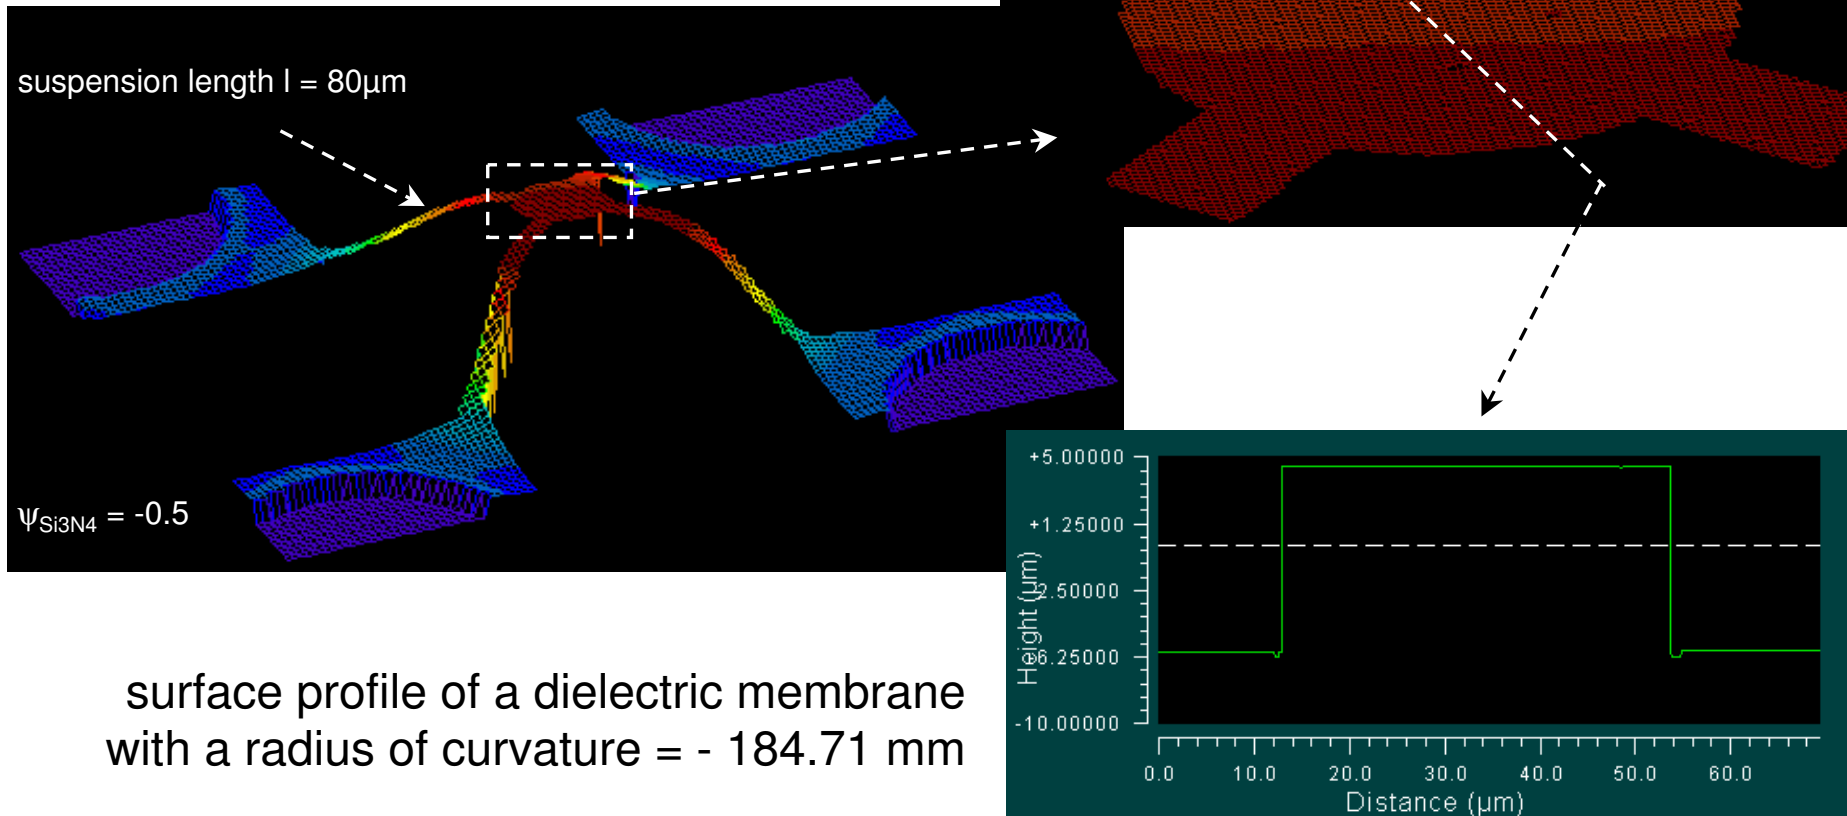 suspension length l = 80μm
ψSi3N4 = -0.5
surface profile of a dielectric membrane
with a radius of curvature = - 184.71 mm
+5.00000
+1.25000
-2.50000
-6.25000
-10.00000
Height (µm)
0.0 10.0 20.0 30.0 40.0 50.0 60.0
Distance (µm)